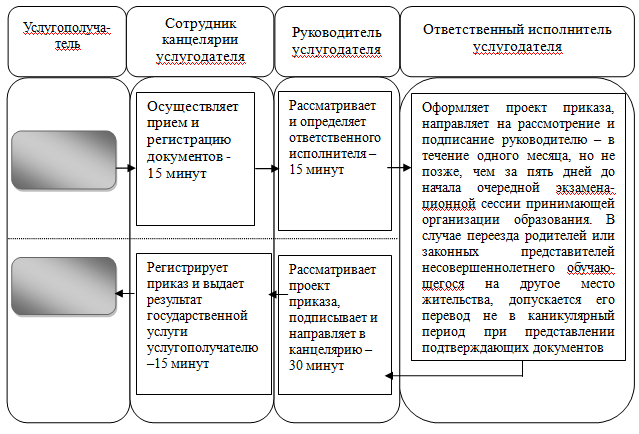 Услугополуча-
тель
Сотрудник
канцелярии
услугодателя
Руководитель
услугодателя
Ответственный исполнитель
услугодателя
Осуществляет
прием и
регистрацию
документов -
15 минут
Рассматривает
и определяет
ответственного
исполнителя –
15 минут
Оформляет проект приказа,
направляет на рассмотрение и
подписание руководителю – в
течение одного месяца, но не
позже, чем за пять дней до
начала очередной экзамена-
ционной сессии принимающей
организации образования. В
случае переезда родителей или
законных представителей
несовершеннолетнего обучаю-
щегося на другое место
жительства, допускается его
перевод не в каникулярный
период при представлении
подтверждающих документов
Регистрирует
приказ и выдает
результат
государственной
услуги
услугополучателю
–15 минут
Рассматривает
проект
приказа,
подписывает и
направляет в
канцелярию –
30 минут